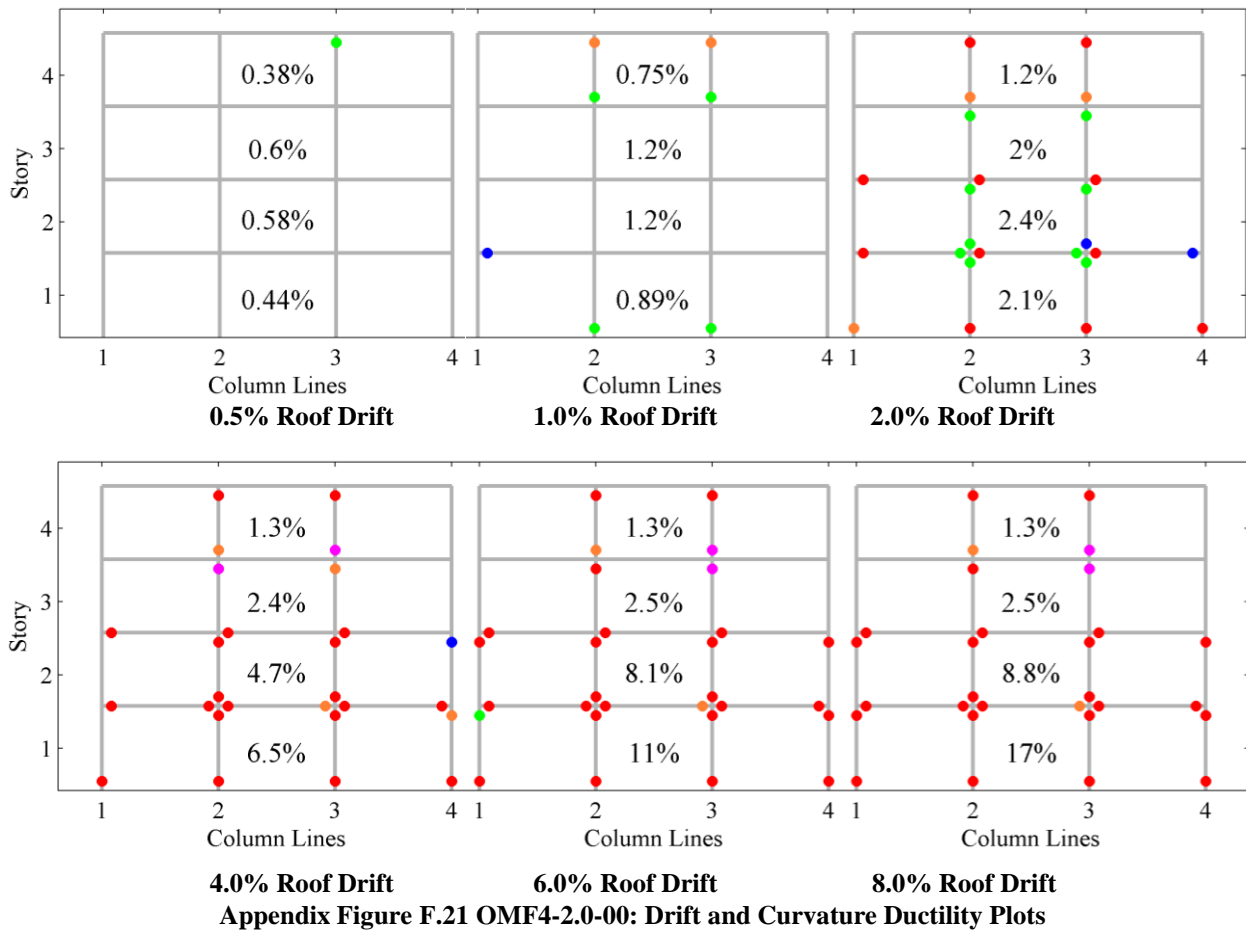 4 0.38% 0.75% 1.2%
3 0.6% 1.2% 2%
Story
2 0.58% 1.2% 2.4%
1 0.44% 0.89% 2.1%
1 2 3 4 1 2 3 4 1 2 3 4
Column Lines Column Lines Column Lines
0.5% Roof Drift 1.0% Roof Drift 2.0% Roof Drift
4 1.3% 1.3% 1.3%
3 2.4% 2.5% 2.5%
Story
2 4.7% 8.1% 8.8%
1 6.5% 11% 17%
1 2 3 4 1 2 3 4 1 2 3 4
Column Lines Column Lines Column Lines
4.0% Roof Drift 6.0% Roof Drift 8.0% Roof Drift
Appendix Figure F.21 OMF4-2.0-00: Drift and Curvature Ductility Plots